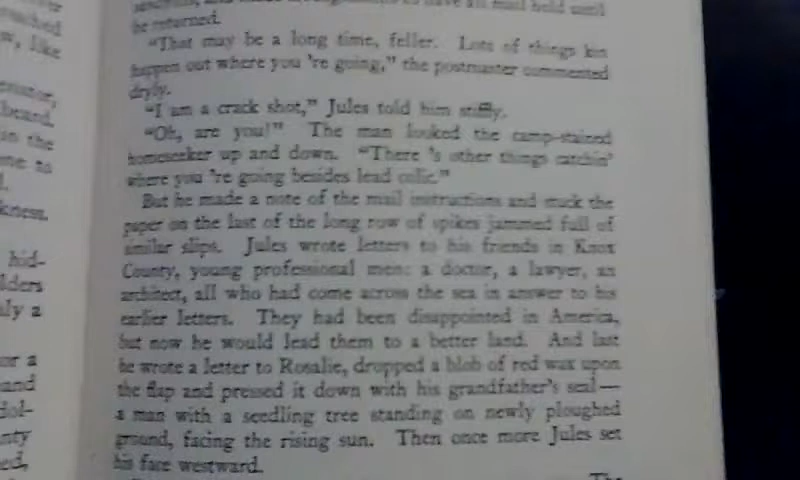 be returned.
"That may be a long time, feller. Lots of things kin
happen out where you 're going," the postmaster commented
dryly.
"I am a crack shot," Jules told him stiffly.
"Oh, are you!" The man looked the camp-stained
homeseeker up and down. "There 's other things catchin'
where you 're going besides lead colic."
But he made a note of the mail instructions and stuck the
paper on the last of the long row of spikes jammed full of
similar slips. Jules wrote letters to his friends in Knox
County, young professional men: a doctor, a lawyer, an
architect, all who had come across the sea in answer to his
earlier letters. They had been disappointed in America,
but now he would lead them to a better land. And last
he wrote a letter to Rosalie, dropped a blob of red wax upon
the flap and pressed it down with his grandfather's seal—
a man with a seedling tree standing on newly ploughed
ground, facing the rising sun. Then once more Jules set
his face westward.
The